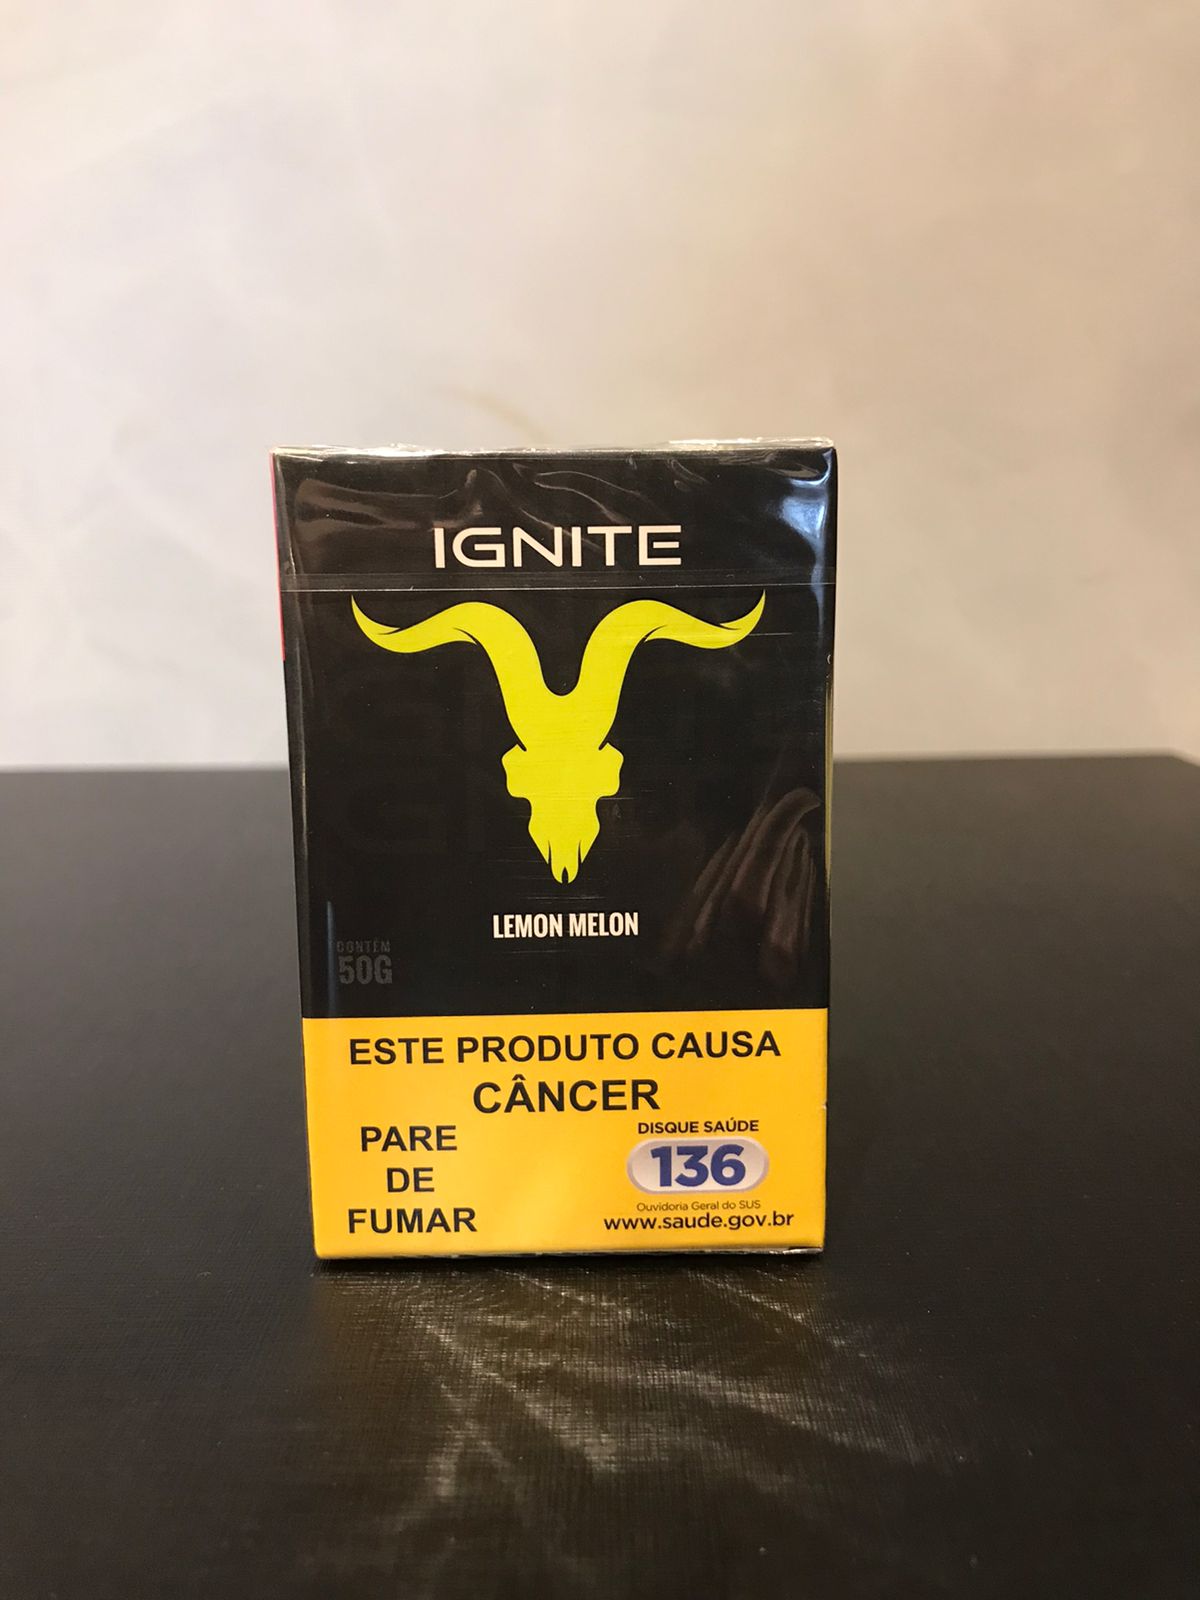 IGNITE
LEMON MELON
CONTÉM
50G
ESTE PRODUTO CAUSA
CÂNCER
PARE
DE
FUMAR
DISQUE SAÚDE
136
Ouvidoria Geral do SUS
www.saude.gov.br